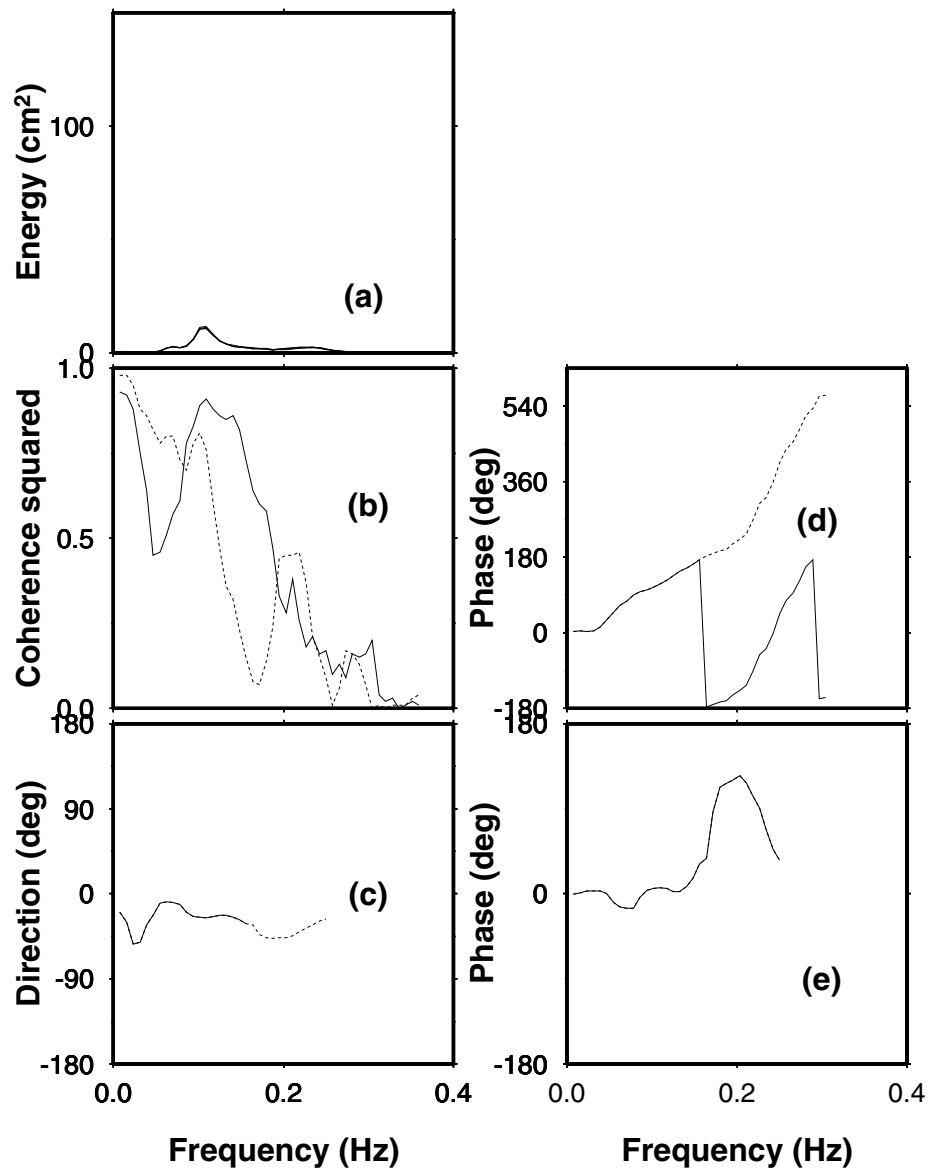 Energy (cm2)
100
0
(a)
Coherence squared
1.0
0.5
0.0
(b)
Phase (deg)
540
360
180
0
-180
(d)
Direction (deg)
180
90
0
-90
-180
(c)
0.0
0.2
0.4
Frequency (Hz)
Phase (deg)
180
0
-180
(e)
0.0
0.2
0.4
Frequency (Hz)